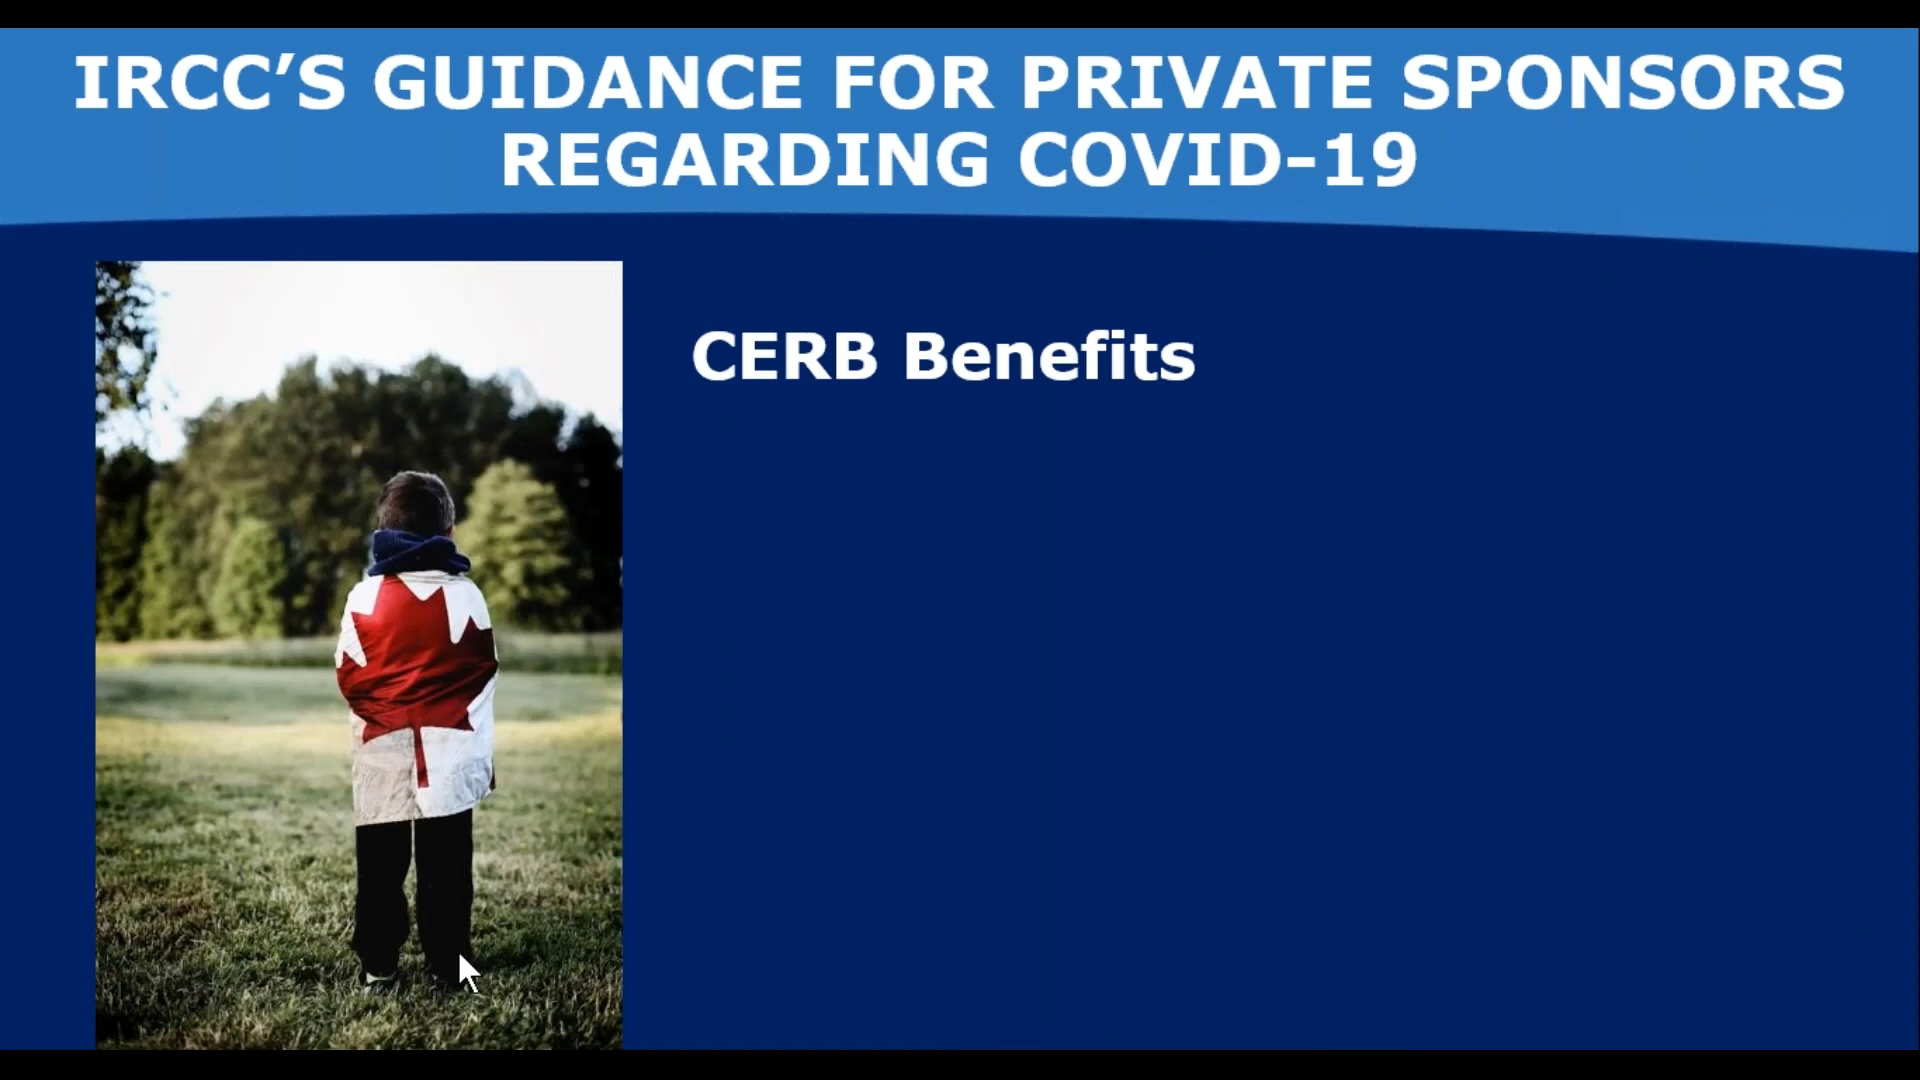 IRCC’S GUIDANCE FOR PRIVATE SPONSORS
REGARDING COVID-19
CERB Benefits